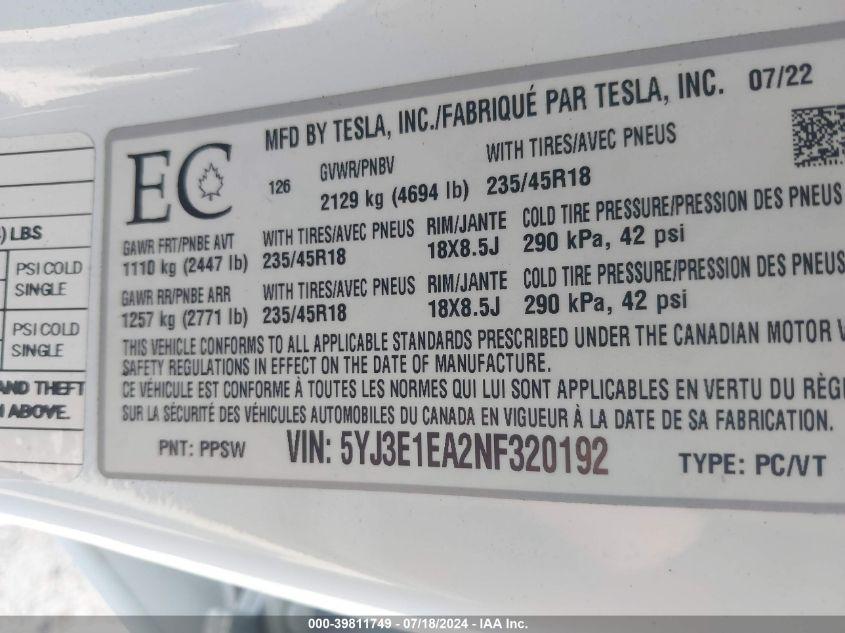 MFD BY TESLA, INC./FABRIQUÉ PAR TESLA, INC. 07/22
EC
126
GVWR/PNBV
2129 kg (4694 lb)
WITH TIRES/AVEC PNEUS
235/45R18
GAWR FRT/PNBE AVT
1110 kg (2447 lb)
WITH TIRES/AVEC PNEUS
235/45R18
RIM/JANTE
18X8.5J
COLD TIRE PRESSURE/PRESSION DES PNEUS
290 kPa, 42 psi
GAWR RR/PNBE ARR
1257 kg (2771 lb)
WITH TIRES/AVEC PNEUS
235/45R18
RIM/JANTE
18X8.5J
COLD TIRE PRESSURE/PRESSION DES PNEUS
290 kPa, 42 psi
THIS VEHICLE CONFORMS TO ALL APPLICABLE STANDARDS PRESCRIBED UNDER THE CANADIAN MOTOR
SAFETY REGULATIONS IN EFFECT ON THE DATE OF MANUFACTURE.
CE VÉHICULE EST CONFORME À TOUTES LES NORMES QUI LUI SONT APPLICABLES EN VERTU DU
SUR LA SÉCURITÉ DES VÉHICULES AUTOMOBILES DU CANADA EN VIGUEUR À LA DATE DE SA FABRICATION.
PNT: PPSW VIN: 5YJ3E1EA2NF320192 TYPE: PC/VT
) LBS
PSI COLD
SINGLE
PSI COLD
SINGLE
AND THEFT
ABOVE.
000-39811749 - 07/18/2024 - IAA Inc.